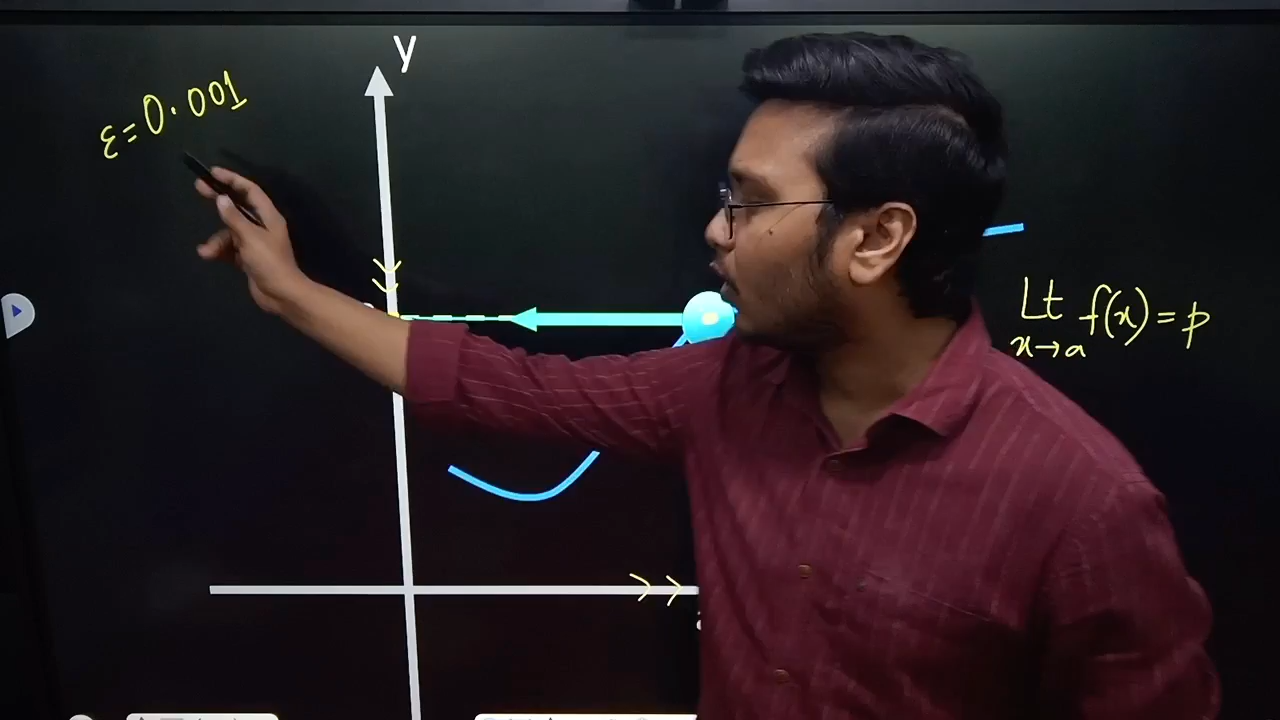 y
ε=0.001
Lt f(x)=p
x→a